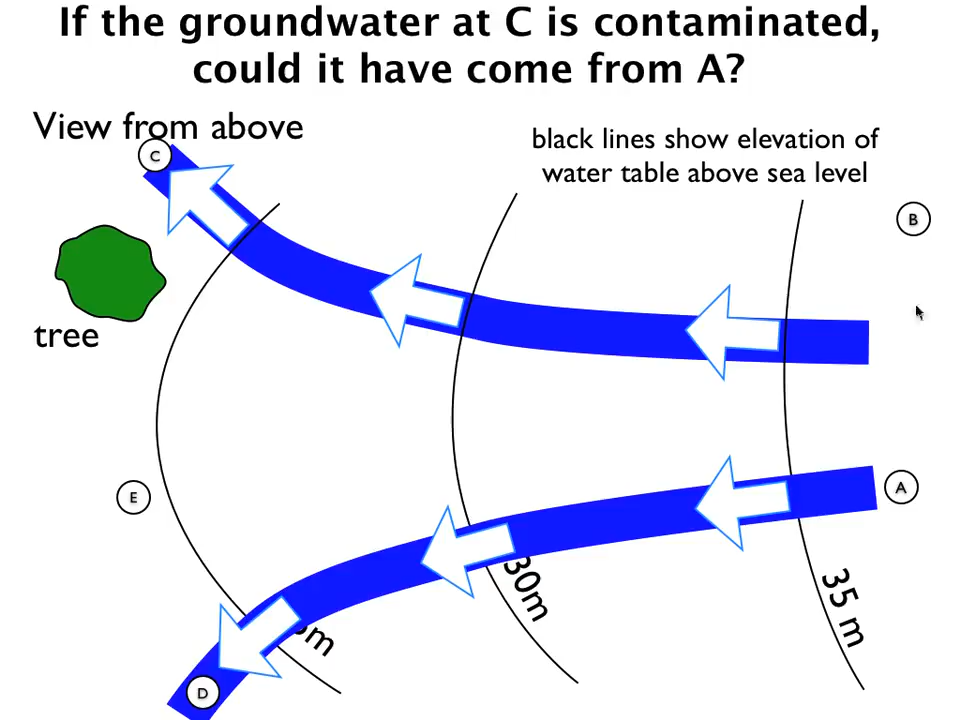 If the groundwater at C is contaminated,
could it have come from A?
View from above
black lines show elevation of
water table above sea level
C
B
tree
A
E
30m
35 m
D